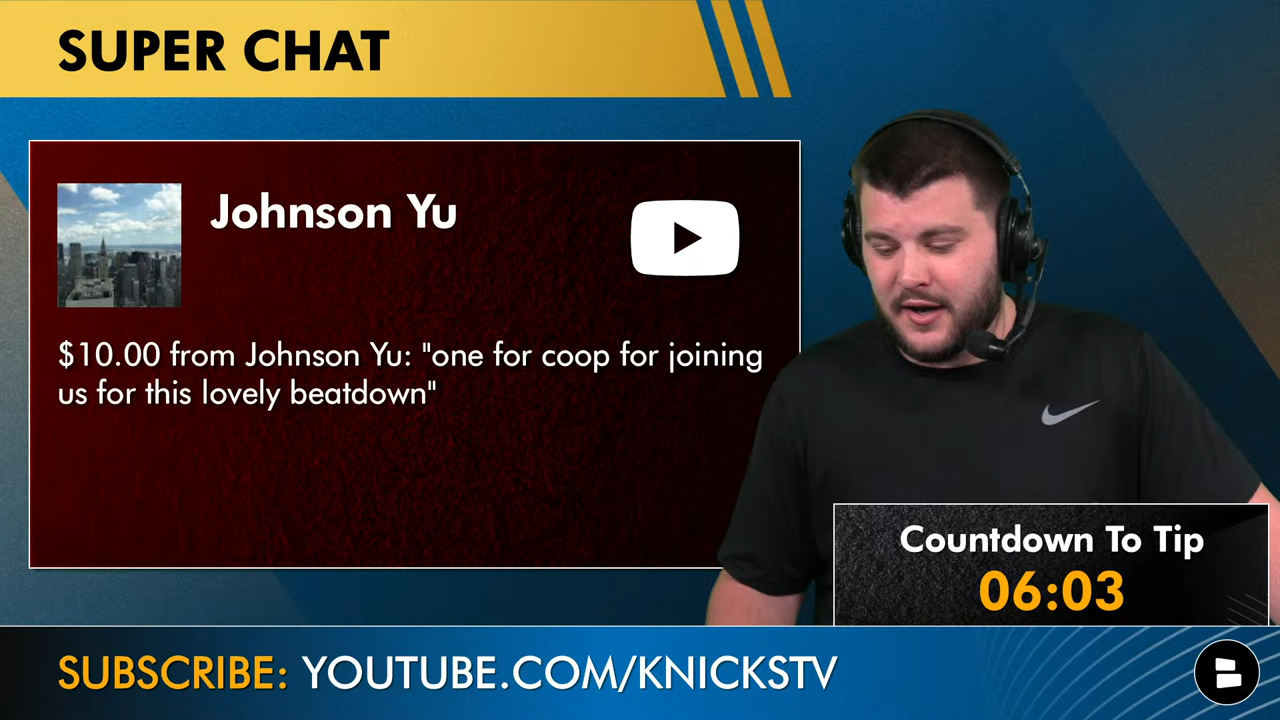 SUPER CHAT
Johnson Yu
$10.00 from Johnson Yu: "one for coop for joining
us for this lovely beatdown"
Countdown To Tip
06:03
SUBSCRIBE: YOUTUBE.COM/KNICKSTV